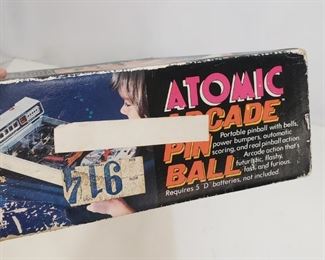 ATOMIC
ARCADE
PIN
BALL
Portable pinball with bells,
power bumpers, automatic
scoring, and real pinball action
Arcade action that's
futuristic, flashy,
fast, and furious.
Requires 5 "D" batteries, not included.
914